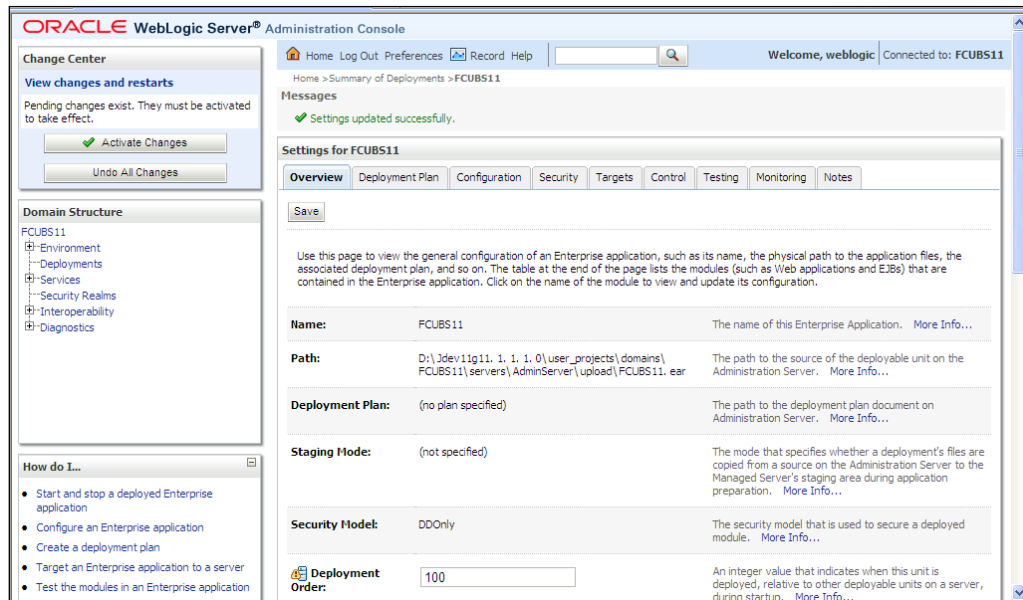 ORACLE WebLogic Server® Administration Console
Change Center
View changes and restarts
Pending changes exist. They must be activated
to take effect.
Activate Changes
Undo All Changes
Domain Structure
FCUBS11
Environment
Deployments
Services
Security Realms
Interoperability
Diagnostics
How do I...
Start and stop a deployed Enterprise
application
Configure an Enterprise application
Create a deployment plan
Target an Enterprise application to a server
Test the modules in an Enterprise application
Home Log Out Preferences Record Help
Welcome, weblogic Connected to: FCUBS11
Home >Summary of Deployments >FCUBS11
Messages
Settings updated successfully.
Settings for FCUBS11
Overview Deployment Plan Configuration Security Targets Control Testing Monitoring Notes
Save
Use this page to view the general configuration of an Enterprise application, such as its name, the physical path to the application files, the
associated deployment plan, and so on. The table at the end of the page lists the modules (such as Web applications and EJBs) that are
contained in the Enterprise application. Click on the name of the module to view and update its configuration.
Name: FCUBS11 The name of this Enterprise Application. More Info...
Path: D:\Jdev11g11. 1. 1. 1. 0\user_projects\domains\ The path to the source of the deployable unit on the
FCUBS11\servers\AdminServer\upload\FCUBS11. ear Administration Server. More Info...
Deployment Plan: (no plan specified) The path to the deployment plan document on
Administration Server. More Info...
Staging Mode: (not specified) The mode that specifies whether a deployment's files are
copied from a source on the Administration Server to the
Managed Server's staging area during application
preparation. More Info...
Security Model: DDOnly The security model that is used to secure a deployed
module. More Info...
Deployment 100 An integer value that indicates when this unit is
Order: deployed, relative to other deployable units on a server,
during startup. More Info...